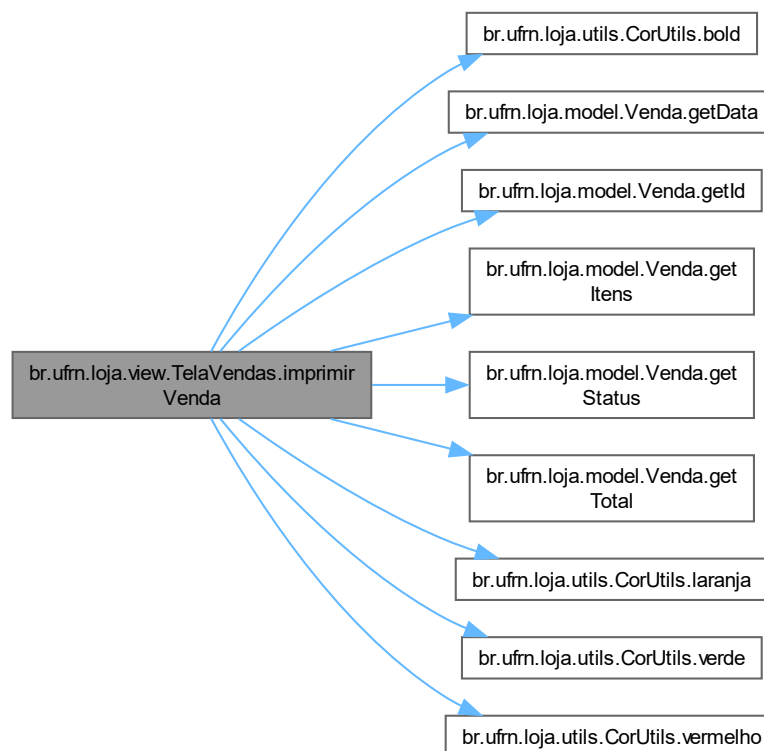 br.ufrn.loja.utils.CorUtils.bold
br.ufrn.loja.model.Venda.getData
br.ufrn.loja.model.Venda.getId
br.ufrn.loja.model.Venda.get
Itens
br.ufrn.loja.view.TelaVendas.imprimir
Venda
br.ufrn.loja.model.Venda.get
Status
br.ufrn.loja.model.Venda.get
Total
br.ufrn.loja.utils.CorUtils.laranja
br.ufrn.loja.utils.CorUtils.verde
br.ufrn.loja.utils.CorUtils.vermelho